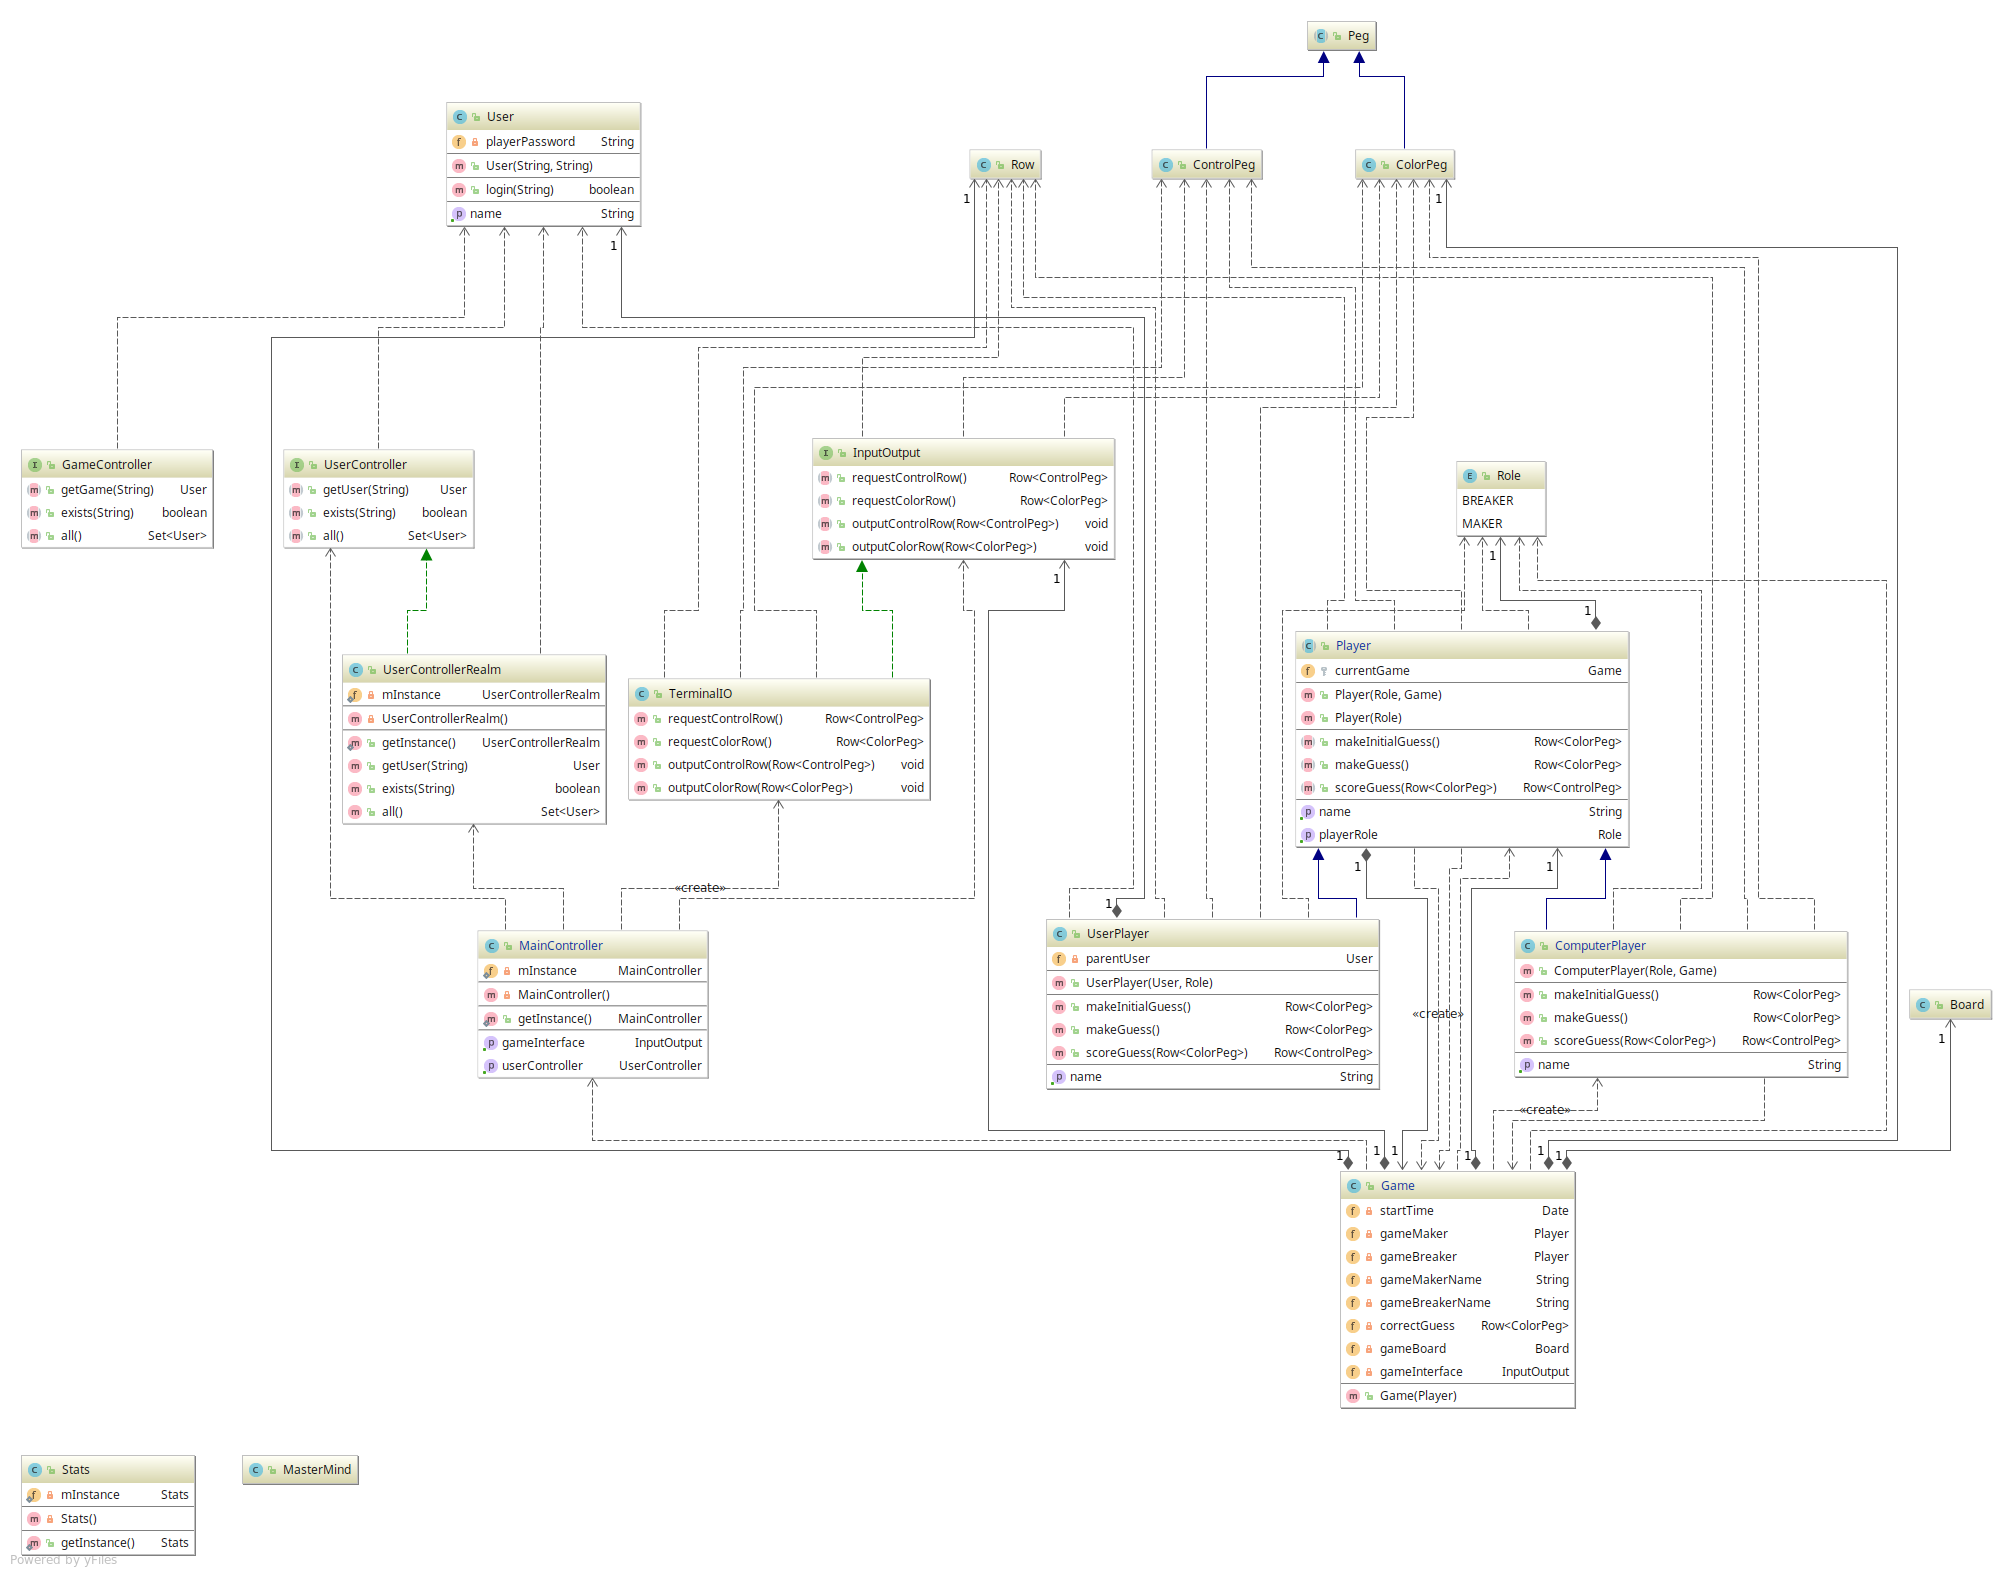 Peg
User
playerPassword String
User(String, String)
login(String) boolean
name String
Row
ControlPeg
ColorPeg
1
1
1
GameController
getGame(String) User
exists(String) boolean
all() Set<User>
UserController
getUser(String) User
exists(String) boolean
all() Set<User>
InputOutput
requestControlRow() Row<ControlPeg>
requestColorRow() Row<ColorPeg>
outputControlRow(Row<ControlPeg>) void
outputColorRow(Row<ColorPeg>) void
Role
BREAKER
MAKER
1
1
1
UserControllerRealm
mInstance UserControllerRealm
UserControllerRealm()
getInstance() UserControllerRealm
getUser(String) User
exists(String) boolean
all() Set<User>
TerminalIO
requestControlRow() Row<ControlPeg>
requestColorRow() Row<ColorPeg>
outputControlRow(Row<ControlPeg>) void
outputColorRow(Row<ColorPeg>) void
Player
currentGame Game
Player(Role, Game)
Player(Role)
makeInitialGuess() Row<ColorPeg>
makeGuess() Row<ColorPeg>
scoreGuess(Row<ColorPeg>) Row<ControlPeg>
name String
playerRole Role
1
1
«create»
1
MainController
mInstance MainController
MainController()
getInstance() MainController
gameInterface InputOutput
userController UserController
UserPlayer
parentUser User
UserPlayer(User, Role)
makeInitialGuess() Row<ColorPeg>
makeGuess() Row<ColorPeg>
scoreGuess(Row<ColorPeg>) Row<ControlPeg>
name String
«create»
ComputerPlayer
ComputerPlayer(Role, Game)
makeInitialGuess() Row<ColorPeg>
makeGuess() Row<ColorPeg>
scoreGuess(Row<ColorPeg>) Row<ControlPeg>
name String
Board
1
«create»
1
1
1
1
1
1
Game
startTime Date
gameMaker Player
gameBreaker Player
gameMakerName String
gameBreakerName String
correctGuess Row<ColorPeg>
gameBoard Board
gameInterface InputOutput
Game(Player)
Stats
mInstance Stats
Stats()
getInstance() Stats
MasterMind
Powered by yFiles